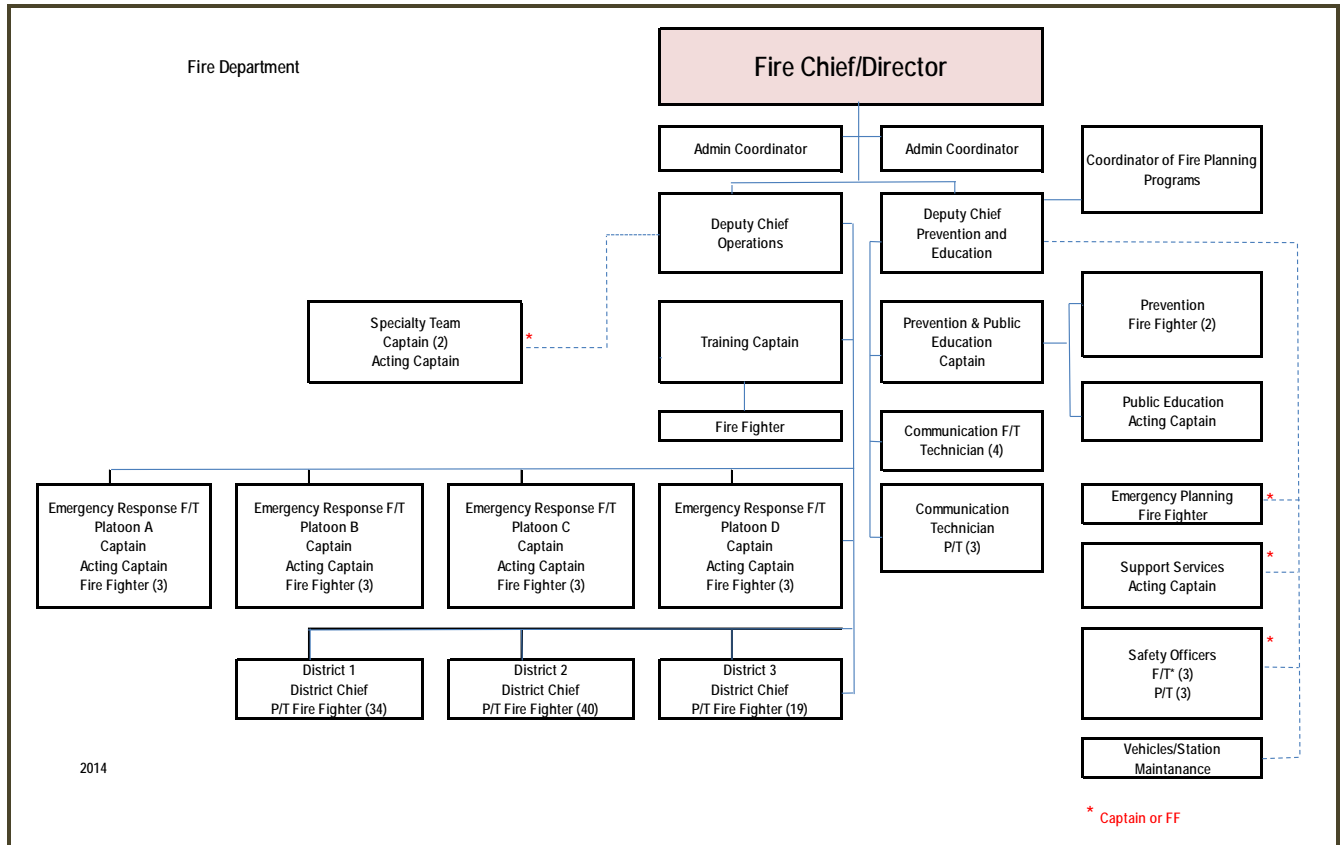 Fire Department
Fire Chief/Director
Admin Coordinator
Admin Coordinator
Coordinator of Fire Planning
Programs
Deputy Chief
Operations
Deputy Chief
Prevention and
Education
Specialty Team
Captain (2)
Acting Captain
*
Training Captain
Prevention & Public
Education
Captain
Prevention
Fire Fighter (2)
Public Education
Acting Captain
Fire Fighter
Communication F/T
Technician (4)
Emergency Response F/T
Platoon A
Captain
Acting Captain
Fire Fighter (3)
Emergency Response F/T
Platoon B
Captain
Acting Captain
Fire Fighter (3)
Emergency Response F/T
Platoon C
Captain
Acting Captain
Fire Fighter (3)
Emergency Response F/T
Platoon D
Captain
Acting Captain
Fire Fighter (3)
Communication
Technician
P/T (3)
Emergency Planning
Fire Fighter
*
Support Services
Acting Captain
*
District 1
District Chief
P/T Fire Fighter (34)
District 2
District Chief
P/T Fire Fighter (40)
District 3
District Chief
P/T Fire Fighter (19)
Safety Officers
F/T* (3)
P/T (3)
*
Vehicles/Station
Maintanance
2014
* Captain or FF